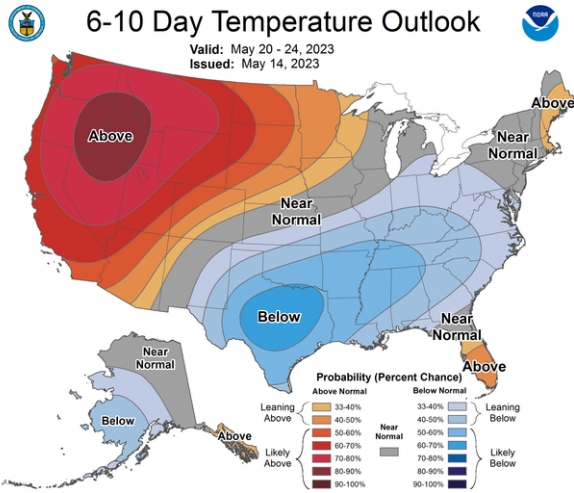 6-10 Day Temperature Outlook
Valid: May 20 - 24, 2023
Issued: May 14, 2023
NOAA
Above
Above
Near
Normal
Near
Normal
Below
Near
Normal
Above
Near
Normal
Below
Above
Probability (Percent Chance)
Above Normal
Below Normal
Leaning
Above
33-40%
40-50%
Likely
Above
50-60%
60-70%
70-80%
80-90%
90-100%
Near
Normal
33-40%
40-50%
Leaning
Below
50-60%
60-70%
70-80%
80-90%
90-100%
Likely
Below